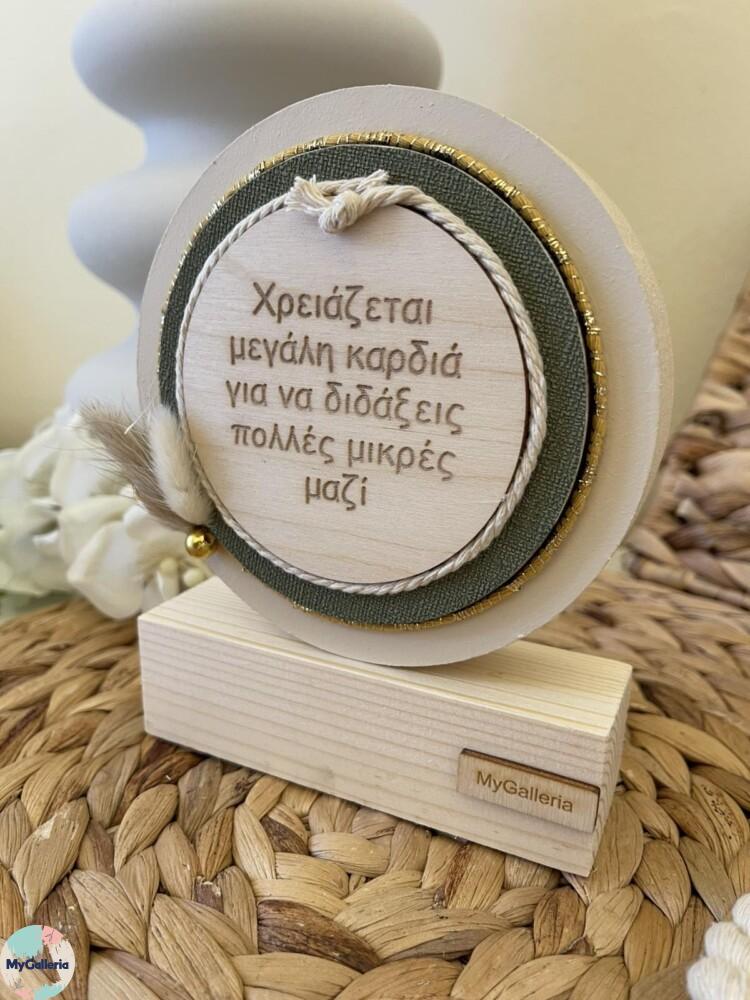 Χρειάζεται
μεγάλη καρδιά
για να διδάξεις
πολλές μικρές
μαζί
MyGalleria
MyGalleria